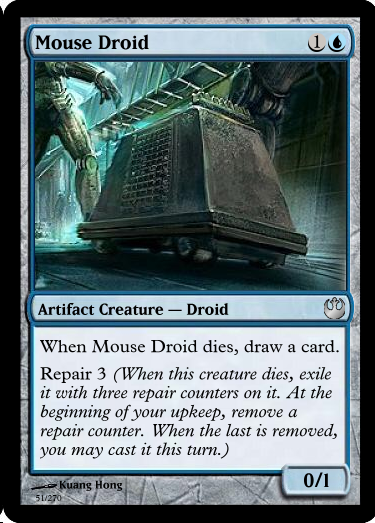 Mouse Droid 1
Artifact Creature — Droid
When Mouse Droid dies, draw a card.
Repair 3 (When this creature dies, exile
it with three repair counters on it. At the
beginning of your upkeep, remove a
repair counter. When the last is removed,
you may cast it this turn.)
0/1
Kuang Hong
51/270